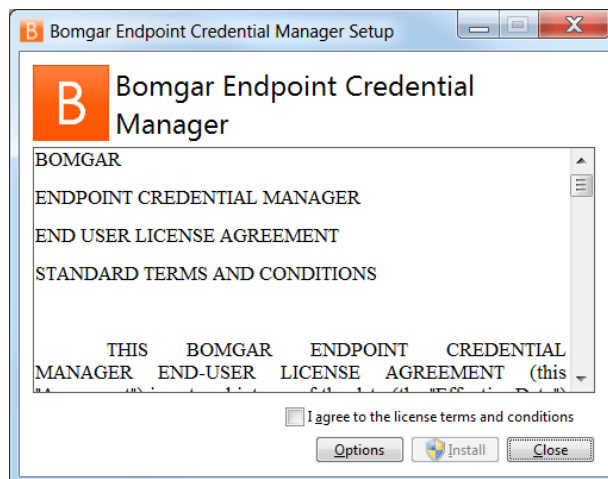 Bomgar Endpoint Credential Manager Setup
B
Bomgar Endpoint Credential
Manager
BOMGAR
ENDPOINT CREDENTIAL MANAGER
END USER LICENSE AGREEMENT
STANDARD TERMS AND CONDITIONS
THIS BOMGAR ENDPOINT CREDENTIAL
MANAGER END-USER LICENSE AGREEMENT (this
I agree to the license terms and conditions
Options Install Close